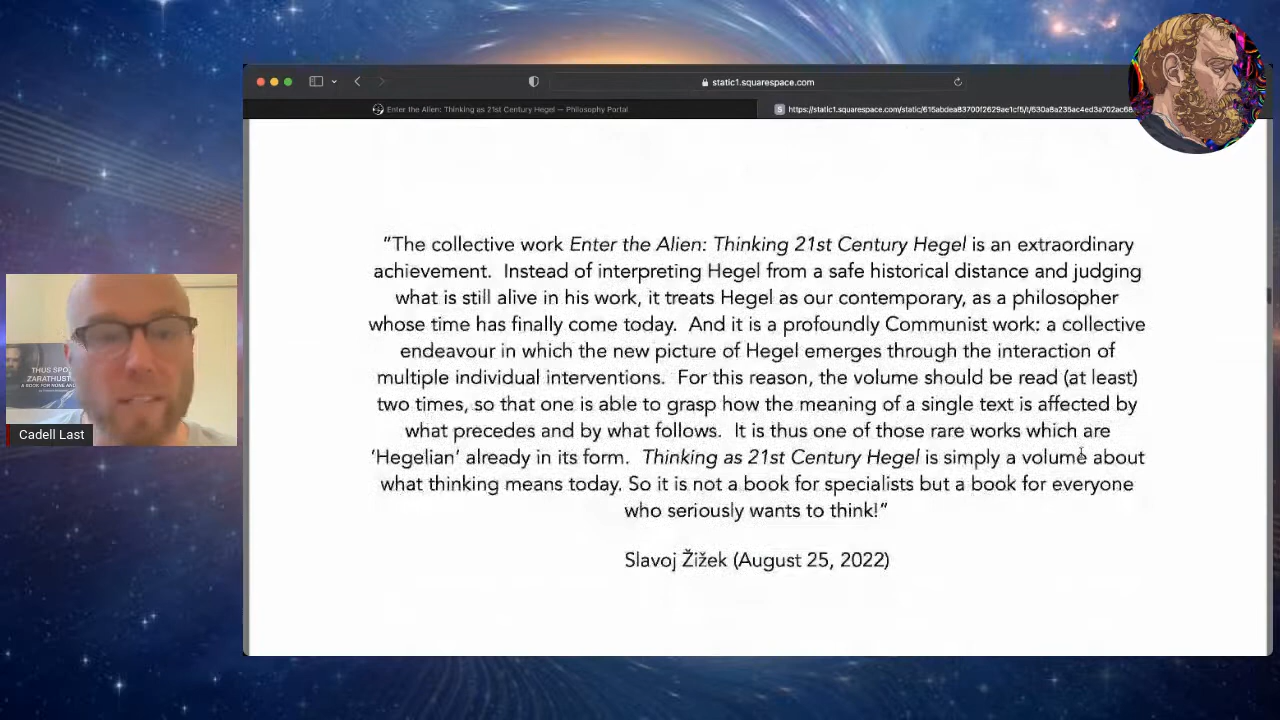 static1.squarespace.com
Enter the Alien: Thinking as 21st Century Hegel — Philosophy Portal
S
"The collective work Enter the Alien: Thinking 21st Century Hegel is an extraordinary
achievement. Instead of interpreting Hegel from a safe historical distance and judging
what is still alive in his work, it treats Hegel as our contemporary, as a philosopher
whose time has finally come today. And it is a profoundly Communist work: a collective
endeavour in which the new picture of Hegel emerges through the interaction of
multiple individual interventions. For this reason, the volume should be read (at least)
two times, so that one is able to grasp how the meaning of a single text is affected by
what precedes and by what follows. It is thus one of those rare works which are
‘Hegelian’ already in its form. Thinking as 21st Century Hegel is simply a volume about
what thinking means today. So it is not a book for specialists but a book for everyone
who seriously wants to think!"
Slavoj Žižek (August 25, 2022)
THUS SPO
ZARATHUST
Cadell Last